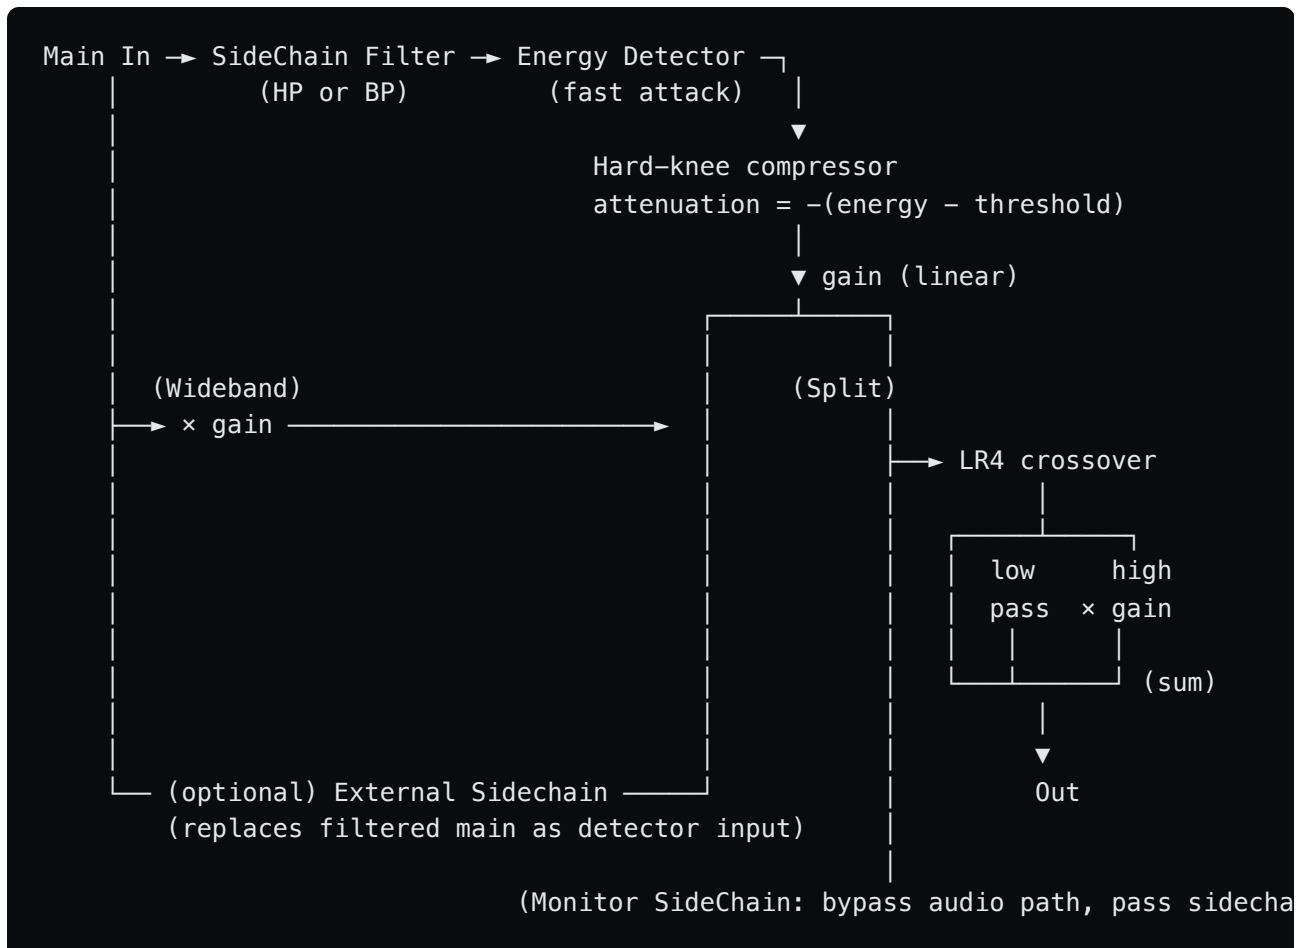 Main In → SideChain Filter → Energy Detector
(HP or BP) (fast attack)
Hard-knee compressor
attenuation = -(energy - threshold)
gain (linear)
(Wideband) (Split)
× gain
LR4 crossover
low high
pass × gain
(sum)
(optional) External Sidechain Out
(replaces filtered main as detector input)
(Monitor SideChain: bypass audio path, pass sidecha